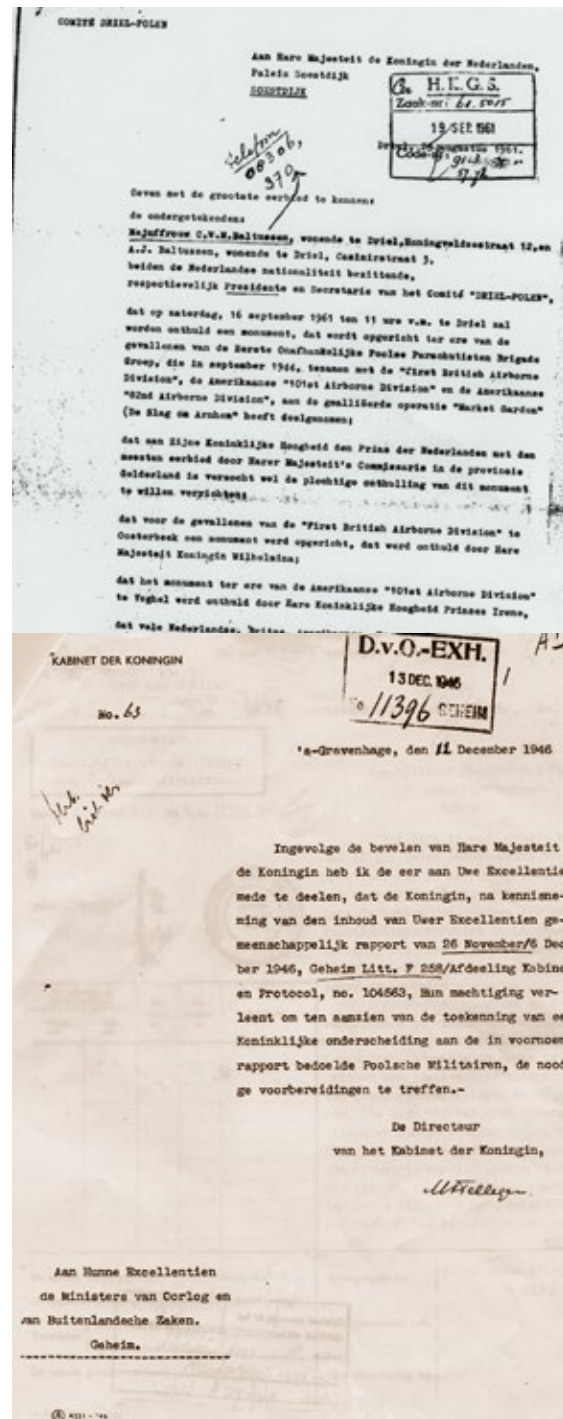 COMITÉ DRIEL-POLEN
Aan Hare Majesteit de Koningin der Nederlanden,
Paleis Soestdijk
SOESTDIJK
H.K.G.S.
Zaak-nr: 61.5015
19 SEP. 1961
Code-nr:
Driel, augustus 1961.
Telefoon
08306,
370
Geven met de grootste eerbied te kennen:
de ondergetekenden:
Mejuffrouw C.W.M.Baltussen, wonende te Driel, Honingveldsestraat 12,en
A.J. Baltussen, wonende te Driel, Casimirstraat 3,
beiden de Nederlandse nationaliteit bezittende,
respectievelijk Presidente en Secretaris van het Comité "DRIEL-POLEN",
dat op zaterdag, 16 september 1961 ten 11 ure v.m. te Driel zal
worden onthuld een monument, dat wordt opgericht ter ere van de
gevallenen van de Eerste Onafhankelijke Poolse Parachutisten Brigade
Groep, die in september 1944, tezamen met de "First British Airborne
Division", de Amerikaanse "101st Airborne Division" en de Amerikaanse
"82nd Airborne Division", aan de geallieerde operatie "Market Garden"
(De Slag om Arnhem) heeft deelgenomen;
dat aan Zijne Koninklijke Hoogheid den Prins der Nederlanden met den
meesten eerbied door Harer Majesteit's Commissaris in de provincie
Gelderland is verzocht wel de plechtige onthulling van dit monument
te willen verrichten;
dat voor de gevallenen van de "First British Airborne Division" te
Oosterbeek een monument werd opgericht, dat werd onthuld door Hare
Majesteit Koningin Wilhelmina;
dat het monument ter ere van de Amerikaanse "101st Airborne Division"
te Veghel werd onthuld door Hare Koninklijke Hoogheid Prinses Irene,
dat vele Nederlandse, Britse,
KABINET DER KONINGIN
D.v.O.-EXH.
13 DEC. 1946
No 11396 GEHEIM
No. 63
's-Gravenhage, den 11 December 1946
Ingevolge de bevelen van Hare Majesteit
de Koningin heb ik de eer aan Uwe Excellentie
mede te deelen, dat de Koningin, na kennisne-
ming van den inhoud van Uwer Excellentien ge-
meenschappelijk rapport van 26 November/6 Dec
ber 1946, Geheim Litt. F 258/Afdeeling Kabine
en Protocol, no. 104563, Hun machtiging ver-
leent om ten aanzien van de toekenning van ee
Koninklijke onderscheiding aan de in voornoem
rapport bedoelde Poolsche Militairen, de nood
ge voorbereidingen te treffen.-
De Directeur
van het Kabinet der Koningin,
Aan Hunne Excellentien
de Ministers van Oorlog en
van Buitenlandsche Zaken.
Geheim.